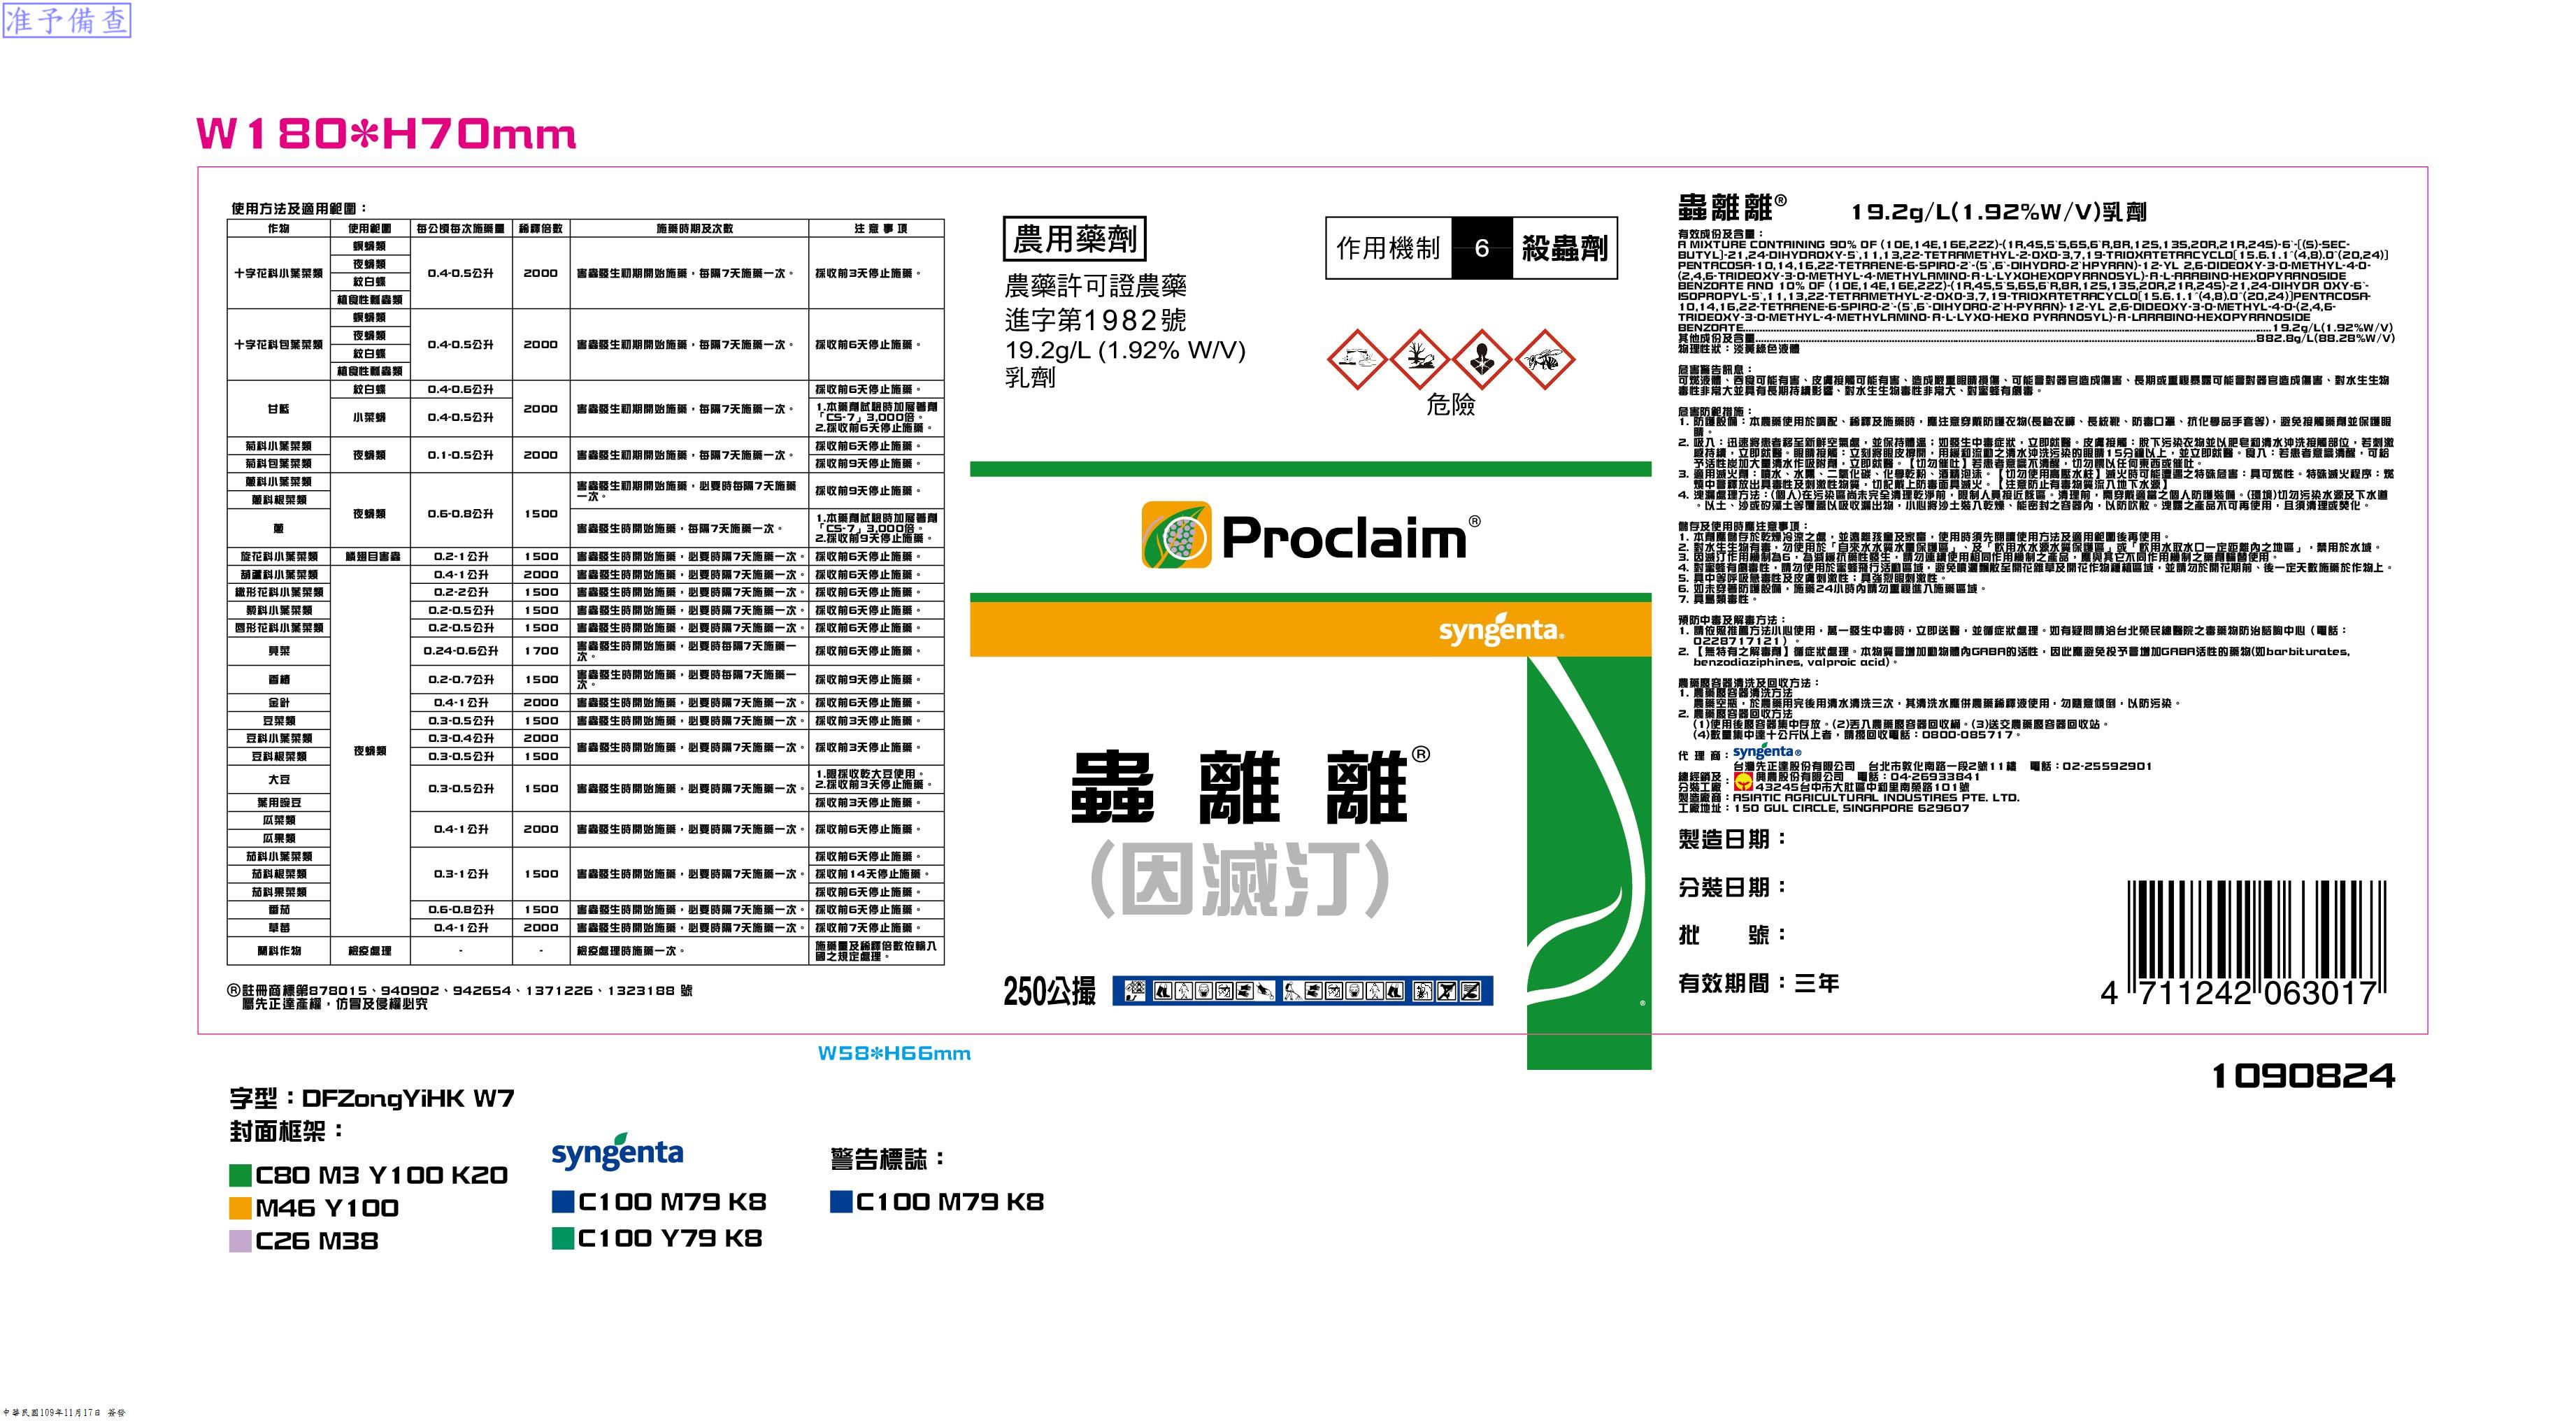 准予備查
W180*H70mm
使用方法及適用範圍：
作物 使用範圍 每公頃每次施藥量 稀釋倍數 施藥時期及次數 注意事項
十字花科小葉菜類 螟蛾類 夜蛾類 紋白蝶 植食性瓢蟲類 0.4-0.5公升 2000 害蟲發生初期開始施藥，每隔7天施藥一次。 採收前3天停止施藥。
十字花科包葉菜類 螟蛾類 夜蛾類 紋白蝶 植食性瓢蟲類 0.4-0.5公升 2000 害蟲發生初期開始施藥，每隔7天施藥一次。 採收前6天停止施藥。
甘藍 紋白蝶 0.4-0.6公升 2000 害蟲發生初期開始施藥，每隔7天施藥一次。 採收前6天停止施藥。
小菜蛾 0.4-0.5公升 1.本藥劑試驗時加展著劑「CS-7」3,000倍。
2.採收前6天停止施藥。
菊科小葉菜類 夜蛾類 0.1-0.5公升 2000 害蟲發生初期開始施藥，每隔7天施藥一次。 採收前6天停止施藥。
菊科包葉菜類 採收前9天停止施藥。
蔥科小葉菜類 夜蛾類 0.6-0.8公升 1500 害蟲發生初期開始施藥，必要時每隔7天施藥一次。 採收前9天停止施藥。
蔥科根菜類
蔥 害蟲發生時開始施藥，每隔7天施藥一次。 1.本藥劑試驗時加展著劑「CS-7」3,000倍。
2.採收前9天停止施藥。
旋花科小葉菜類 鱗翅目害蟲 0.2-1公升 1500 害蟲發生時開始施藥，必要時隔7天施藥一次。 採收前6天停止施藥。
葫蘆科小葉菜類 夜蛾類 0.4-1公升 2000 害蟲發生時開始施藥，必要時隔7天施藥一次。 採收前6天停止施藥。
繖形花科小葉菜類 0.2-2公升 1500 害蟲發生時開始施藥，必要時隔7天施藥一次。 採收前6天停止施藥。
藜科小葉菜類 0.2-0.5公升 1500 害蟲發生時開始施藥，必要時隔7天施藥一次。 採收前6天停止施藥。
唇形花科小葉菜類 0.2-0.5公升 1500 害蟲發生時開始施藥，必要時隔7天施藥一次。 採收前6天停止施藥。
莧菜 0.24-0.6公升 1700 害蟲發生時開始施藥，必要時每隔7天施藥一次。 採收前6天停止施藥。
香椿 0.2-0.7公升 1500 害蟲發生時開始施藥，必要時每隔7天施藥一次。 採收前9天停止施藥。
金針 0.4-1公升 2000 害蟲發生時開始施藥，必要時隔7天施藥一次。 採收前6天停止施藥。
豆菜類 0.3-0.5公升 1500 害蟲發生時開始施藥，必要時隔7天施藥一次。 採收前3天停止施藥。
豆科小葉菜類 0.3-0.4公升 2000 害蟲發生時開始施藥，必要時隔7天施藥一次。 採收前3天停止施藥。
豆科根菜類 0.3-0.5公升 1500
大豆 0.3-0.5公升 1500 害蟲發生時開始施藥，必要時隔7天施藥一次。 1.限採收乾大豆使用。
2.採收前3天停止施藥。
葉用豌豆 採收前3天停止施藥。
瓜菜類 0.4-1公升 2000 害蟲發生時開始施藥，必要時隔7天施藥一次。 採收前6天停止施藥。
瓜果類
茄科小葉菜類 0.3-1公升 1500 害蟲發生時開始施藥，必要時隔7天施藥一次。 採收前6天停止施藥。
茄科根菜類 採收前14天停止施藥。
茄科果菜類 採收前6天停止施藥。
番茄 0.6-0.8公升 1500 害蟲發生時開始施藥，必要時隔7天施藥一次。 採收前6天停止施藥。
草莓 0.4-1公升 2000 害蟲發生時開始施藥，必要時隔7天施藥一次。 採收前7天停止施藥。
蘭科作物 檢疫處理 - - 檢疫處理時施藥一次。 施藥量及稀釋倍數依輸入國之規定處理。
®註冊商標第878015、940902、942654、1371226、1323188 號
屬先正達產權，仿冒及侵權必究
農用藥劑
農藥許可證農藥
進字第1982號
19.2g/L (1.92% W/V)
乳劑
作用機制 6 殺蟲劑
危險
Proclaim®
syngenta®
蟲離離®
(因滅汀)
250公撮
®
蟲離離® 19.2g/L(1.92%W/V)乳劑
有效成份及含量：
A MIXTURE CONTAINING 90% OF (10E,14E,16E,22Z)-(1R,4S,5`S,6S,6`R,8R,12S,13S,20R,21R,24S)-6`-[(S)-SEC-
BUTYL]-21,24-DIHYDROXY-5`,11,13,22-TETRAMETHYL-2-OXO-3,7,19-TRIOXATETRACYCLO[15.6.1.1^(4,8).0^(20,24)]
PENTACOSA-10,14,16,22-TETRAENE-6-SPIRO-2`-(5`,6`-DIHYDRO-2`HPYRAN)-12-YL 2,6-DIDEOXY-3-O-METHYL-4-O-
(2,4,6-TRIDEOXY-3-O-METHYL-4-METHYLAMINO-A-L-LYXOHEXOPYRANOSYL)-A-L-ARABINO-HEXOPYRANOSIDE
BENZOATE AND 10% OF (10E,14E,16E,22Z)-(1R,4S,5`S,6S,6`R,8R,12S,13S,20R,21R,24S)-21,24-DIHYDR OXY-6`-
ISOPROPYL-5`,11,13,22-TETRAMETHYL-2-OXO-3,7,19-TRIOXATETRACYCLO[15.6.1.1^(4,8).0^(20,24)]PENTACOSA-
10,14,16,22-TETRAENE-6-SPIRO-2`-(5`,6`-DIHYDRO-2`H-PYRAN)-12-YL 2,6-DIDEOXY-3-O-METHYL-4-O-(2,4,6-
TRIDEOXY-3-O-METHYL-4-METHYLAMINO-A-L-LYXO-HEXO PYRANOSYL)-A-LARABINO-HEXOPYRANOSIDE
BENZOATE......19.2g/L(1.92%W/V)
其他成份及含量......882.8g/L(88.28%W/V)
物理性狀：淡黃綠色液體
危害警告訊息：
可燃液體、吞食可能有害、皮膚接觸可能有害、造成嚴重眼睛損傷、可能會對器官造成傷害、長期或重複暴露可能會對器官造成傷害、對水生生物
毒性非常大並具有長期持續影響、對水生生物毒性非常大、對蜜蜂有劇毒。
危害防範措施：
1. 防護設備：本農藥使用於調配、稀釋及施藥時，應注意穿戴防護衣物(長袖衣褲、長統靴、防毒口罩、抗化學品手套等)，避免接觸藥劑並保護眼
睛。
2. 吸入：迅速將患者移至新鮮空氣處，並保持體溫；如發生中毒症狀，立即就醫。皮膚接觸：脫下污染衣物並以肥皂和清水沖洗接觸部位，若刺激
感持續，立即就醫。眼睛接觸：立刻將眼皮撐開，用緩和流動之清水沖洗污染的眼睛15分鐘以上，並立即就醫。食入：若患者意識清醒，可給
予活性炭加大量清水作吸附劑，立即就醫。【切勿催吐】若患者意識不清醒，切勿餵以任何東西或催吐。
3. 適用滅火劑：噴水、水霧、二氧化碳、化學乾粉、酒精泡沫。【切勿使用高壓水柱】滅火時可能遭遇之特殊危害：具可燃性。特殊滅火程序：燃
燒中會釋放出具毒性及刺激性物質，切記戴上防毒面具滅火。【注意防止有毒物質流入地下水源】
4. 洩漏處理方法：(個人)在污染區尚未完全清理乾淨前，限制人員接近該區。清理前，需穿戴適當之個人防護裝備。(環境)切勿污染水源及下水道
。以土、沙或矽藻土等覆蓋以吸收漏出物，小心將沙土裝入乾燥、能密封之容器內，以防吹散。洩露之產品不可再使用，且須清理或焚化。
儲存及使用時應注意事項：
1. 本劑應儲存於乾燥冷涼之處，並遠離孩童及家畜，使用時須先閱讀使用方法及適用範圍後再使用。
2. 對水生生物有毒，勿使用於「自來水水質水量保護區」、及「飲用水水源水質保護區」或「飲用水取水口一定距離內之地區」，禁用於水域。
3. 因滅汀作用機制為6，為減緩抗藥性發生，請勿連續使用相同作用機制之產品，應與其它不同作用機制之藥劑輪替使用。
4. 對蜜蜂有劇毒性，請勿使用於蜜蜂飛行活動區域，避免噴灑飄散至開花雜草及開花作物種植區域，並請勿於開花期前、後一定天數施藥於作物上。
5. 具中等呼吸急毒性及皮膚刺激性；具強烈眼刺激性。
6. 如未穿著防護設備，施藥24小時內請勿重複進入施藥區域。
7. 具鳥類毒性。
預防中毒及解毒方法：
1. 請依照推薦方法小心使用，萬一發生中毒時，立即送醫，並循症狀處理。如有疑問請洽台北榮民總醫院之毒藥物防治諮詢中心（電話：
0228717121）。
2. 【無特有之解毒劑】循症狀處理。本物質會增加動物體內GABA的活性，因此應避免投予會增加GABA活性的藥物(如barbiturates,
benzodiaziphines, valproic acid)。
農藥廢容器清洗及回收方法：
1. 農藥廢容器清洗方法
農藥空瓶，於農藥用完後用清水清洗三次，其清洗水應併農藥稀釋液使用，勿隨意傾倒，以防污染。
2. 農藥廢容器回收方法
(1)使用後廢容器集中存放。(2)丟入農藥廢容器回收桶。(3)送交農藥廢容器回收站。
(4)數量集中達十公斤以上者，請撥回收電話：0800-085717。
代 理 商：syngenta®
台灣先正達股份有限公司 台北市敦化南路一段2號11樓 電話：02-25592901
總經銷及分裝工廠：興農股份有限公司 電話：04-26933841
43245台中市大肚區中和里南榮路101號
製造廠商：ASIATIC AGRICULTURAL INDUSTIRES PTE. LTD.
工廠地址：150 GUL CIRCLE, SINGAPORE 629607
製造日期：
分裝日期：
批 號：
有效期間：三年
4 711242 063017
W58*H66mm
1090824
字型：DFZongYiHK W7
封面框架：
C80 M3 Y100 K20
M46 Y100
C26 M38
syngenta
C100 M79 K8
C100 Y79 K8
警告標誌：
C100 M79 K8
中華民國109年11月17日 簽發